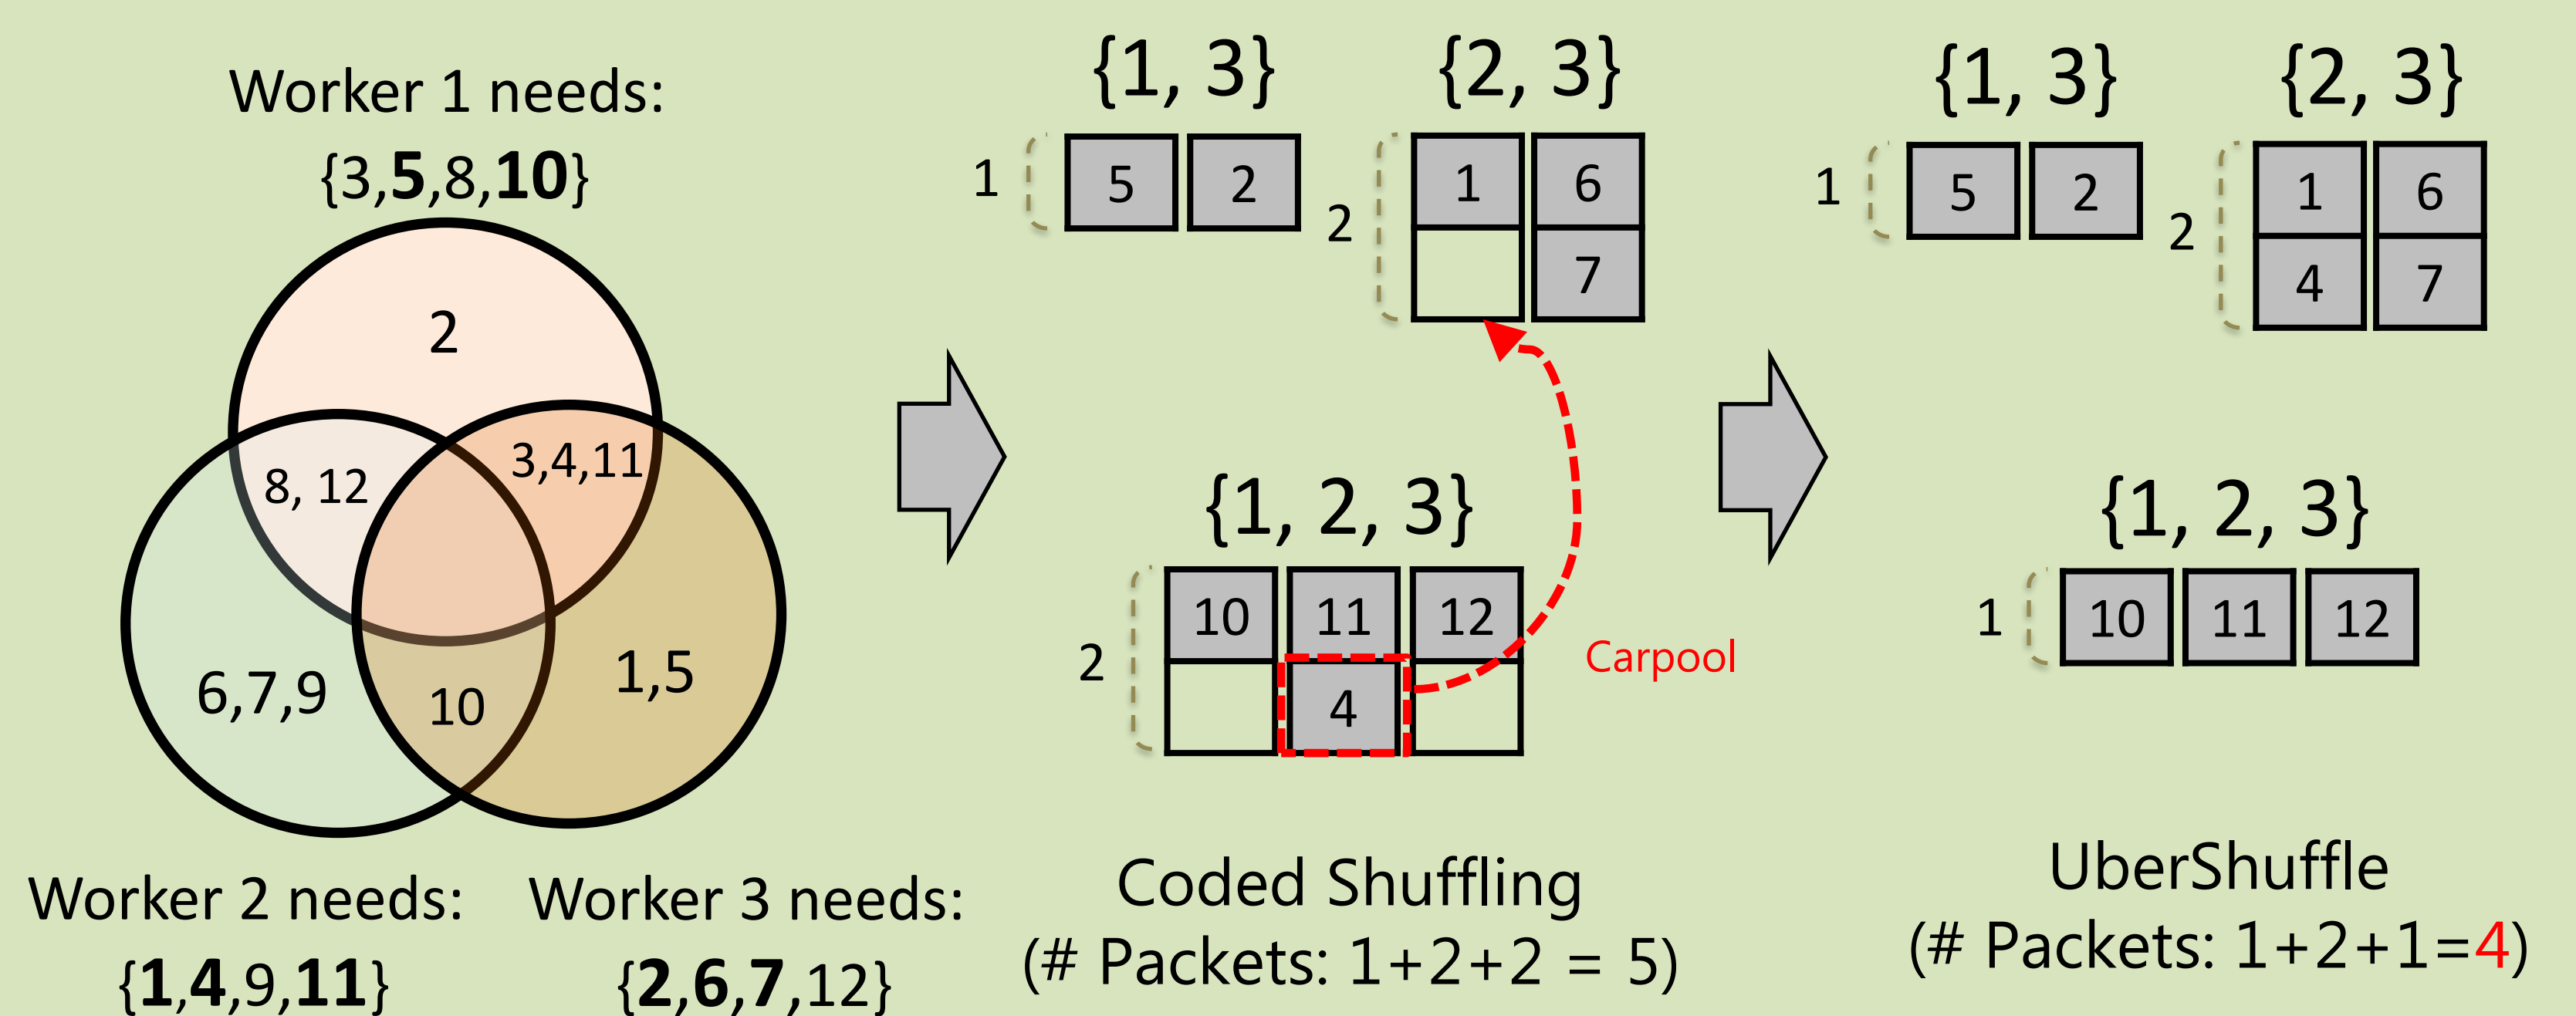 Worker 1 needs:
{3,5,8,10}
2
8, 12
3,4,11
6,7,9
10
1,5
Worker 2 needs:
{1,4,9,11}
Worker 3 needs:
{2,6,7,12}
{1, 3}
1
5 2
{2, 3}
2
1 6
7
{1, 2, 3}
2
10 11 12
4
Carpool
Coded Shuffling
(# Packets: 1+2+2 = 5)
{1, 3}
1
5 2
{2, 3}
2
1 6
4 7
{1, 2, 3}
1
10 11 12
UberShuffle
(# Packets: 1+2+1=4)